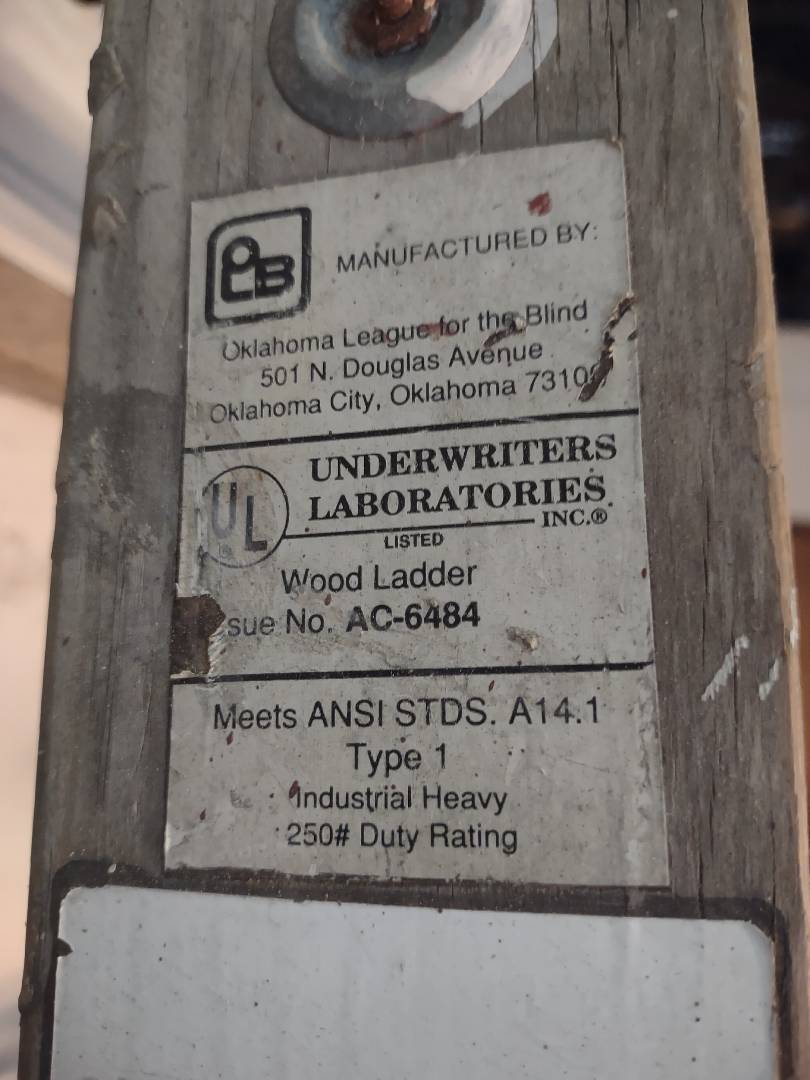 OLB
MANUFACTURED BY:
Oklahoma League for the Blind
501 N. Douglas Avenue
Oklahoma City, Oklahoma
UL
UNDERWRITERS
LABORATORIES
INC.®
LISTED
Wood Ladder
No. AC-6484
Meets ANSI STDS. A14.1
Type 1
Industrial Heavy
250# Duty Rating